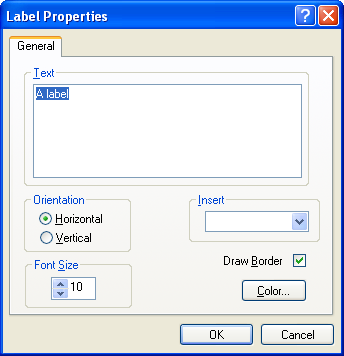 Label Properties
General
Text
A label
Orientation
Horizontal
Vertical
Insert
Font Size
10
Draw Border
Color...
OK
Cancel